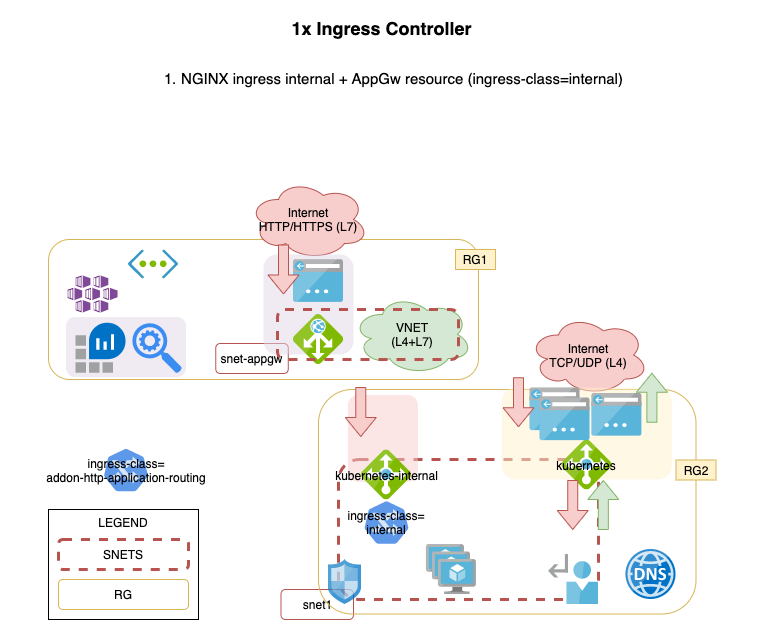 1x Ingress Controller
1. NGINX ingress internal + AppGw resource (ingress-class=internal)
Internet
HTTP/HTTPS (L7)
RG1
VNET
(L4+L7)
snet-appgw
Internet
TCP/UDP (L4)
ingress-class=
addon-http-application-routing
kubernetes-internal
kubernetes
RG2
ingress-class=
internal
LEGEND
SNETS
RG
DNS
snet1